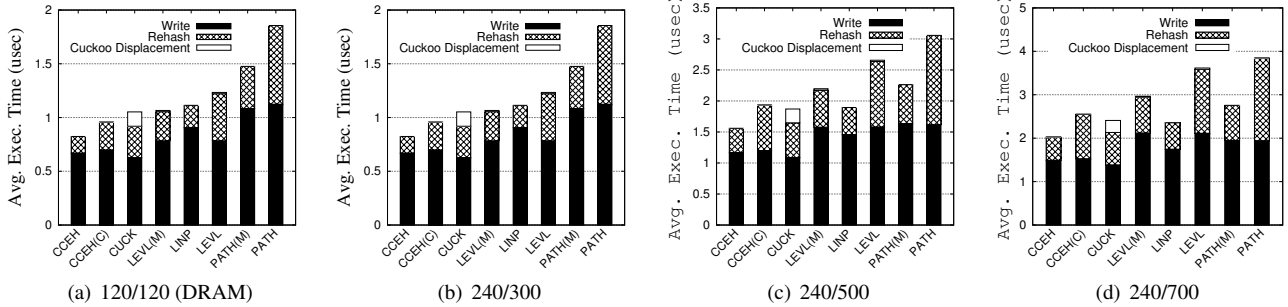 Avg. Exec. Time (usec)
2
1.5
1
0.5
0
Write
Rehash
Cuckoo Displacement
CCEH
CCEH(C)
CUCK
LEVL(M)
LINP
LEVL
PATH(M)
PATH
(a) 120/120 (DRAM)
Avg. Exec. Time (usec)
2
1.5
1
0.5
0
Write
Rehash
Cuckoo Displacement
CCEH
CCEH(C)
CUCK
LEVL(M)
LINP
LEVL
PATH(M)
PATH
(b) 240/300
Avg. Exec. Time (usec)
3.5
3
2.5
2
1.5
1
0.5
0
Write
Rehash
Cuckoo Displacement
CCEH
CCEH(C)
CUCK
LEVL(M)
LINP
LEVL
PATH(M)
PATH
(c) 240/500
Avg. Exec. Time (usec)
5
4
3
2
1
0
Write
Rehash
Cuckoo Displacement
CCEH
CCEH(C)
CUCK
LEVL(M)
LINP
LEVL
PATH(M)
PATH
(d) 240/700